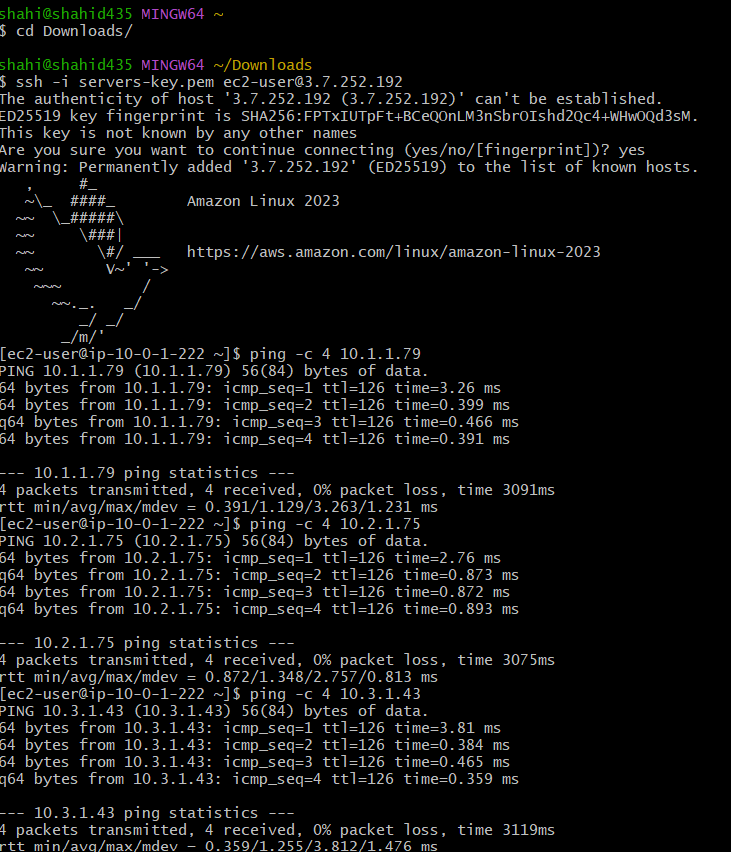 shahi@shahid435 MINGW64 ~
$ cd Downloads/

shahi@shahid435 MINGW64 ~/Downloads
$ ssh -i servers-key.pem ec2-user@3.7.252.192
The authenticity of host '3.7.252.192 (3.7.252.192)' can't be established.
ED25519 key fingerprint is SHA256:FPTxIUTpFt+BCeQOnLM3nSbrOIshd2Qc4+WHwOQd3sM.
This key is not known by any other names
Are you sure you want to continue connecting (yes/no/[fingerprint])? yes
Warning: Permanently added '3.7.252.192' (ED25519) to the list of known hosts.
   ,     #_
   ~\_  ####_        Amazon Linux 2023
  ~~  \_#####\
  ~~     \###|
  ~~       \#/ ___   https://aws.amazon.com/linux/amazon-linux-2023
   ~~       V~' '->
    ~~~         /
      ~~._.   _/
         _/ _/
       _/m/'
[ec2-user@ip-10-0-1-222 ~]$ ping -c 4 10.1.1.79
PING 10.1.1.79 (10.1.1.79) 56(84) bytes of data.
64 bytes from 10.1.1.79: icmp_seq=1 ttl=126 time=3.26 ms
64 bytes from 10.1.1.79: icmp_seq=2 ttl=126 time=0.399 ms
q64 bytes from 10.1.1.79: icmp_seq=3 ttl=126 time=0.466 ms
64 bytes from 10.1.1.79: icmp_seq=4 ttl=126 time=0.391 ms

--- 10.1.1.79 ping statistics ---
4 packets transmitted, 4 received, 0% packet loss, time 3091ms
rtt min/avg/max/mdev = 0.391/1.129/3.263/1.231 ms
[ec2-user@ip-10-0-1-222 ~]$ ping -c 4 10.2.1.75
PING 10.2.1.75 (10.2.1.75) 56(84) bytes of data.
64 bytes from 10.2.1.75: icmp_seq=1 ttl=126 time=2.76 ms
q64 bytes from 10.2.1.75: icmp_seq=2 ttl=126 time=0.873 ms
64 bytes from 10.2.1.75: icmp_seq=3 ttl=126 time=0.872 ms
q64 bytes from 10.2.1.75: icmp_seq=4 ttl=126 time=0.893 ms

--- 10.2.1.75 ping statistics ---
4 packets transmitted, 4 received, 0% packet loss, time 3075ms
rtt min/avg/max/mdev = 0.872/1.348/2.757/0.813 ms
[ec2-user@ip-10-0-1-222 ~]$ ping -c 4 10.3.1.43
PING 10.3.1.43 (10.3.1.43) 56(84) bytes of data.
64 bytes from 10.3.1.43: icmp_seq=1 ttl=126 time=3.81 ms
64 bytes from 10.3.1.43: icmp_seq=2 ttl=126 time=0.384 ms
64 bytes from 10.3.1.43: icmp_seq=3 ttl=126 time=0.465 ms
q64 bytes from 10.3.1.43: icmp_seq=4 ttl=126 time=0.359 ms

--- 10.3.1.43 ping statistics ---
4 packets transmitted, 4 received, 0% packet loss, time 3119ms
rtt min/avg/max/mdev = 0.359/1.255/3.812/1.476 ms